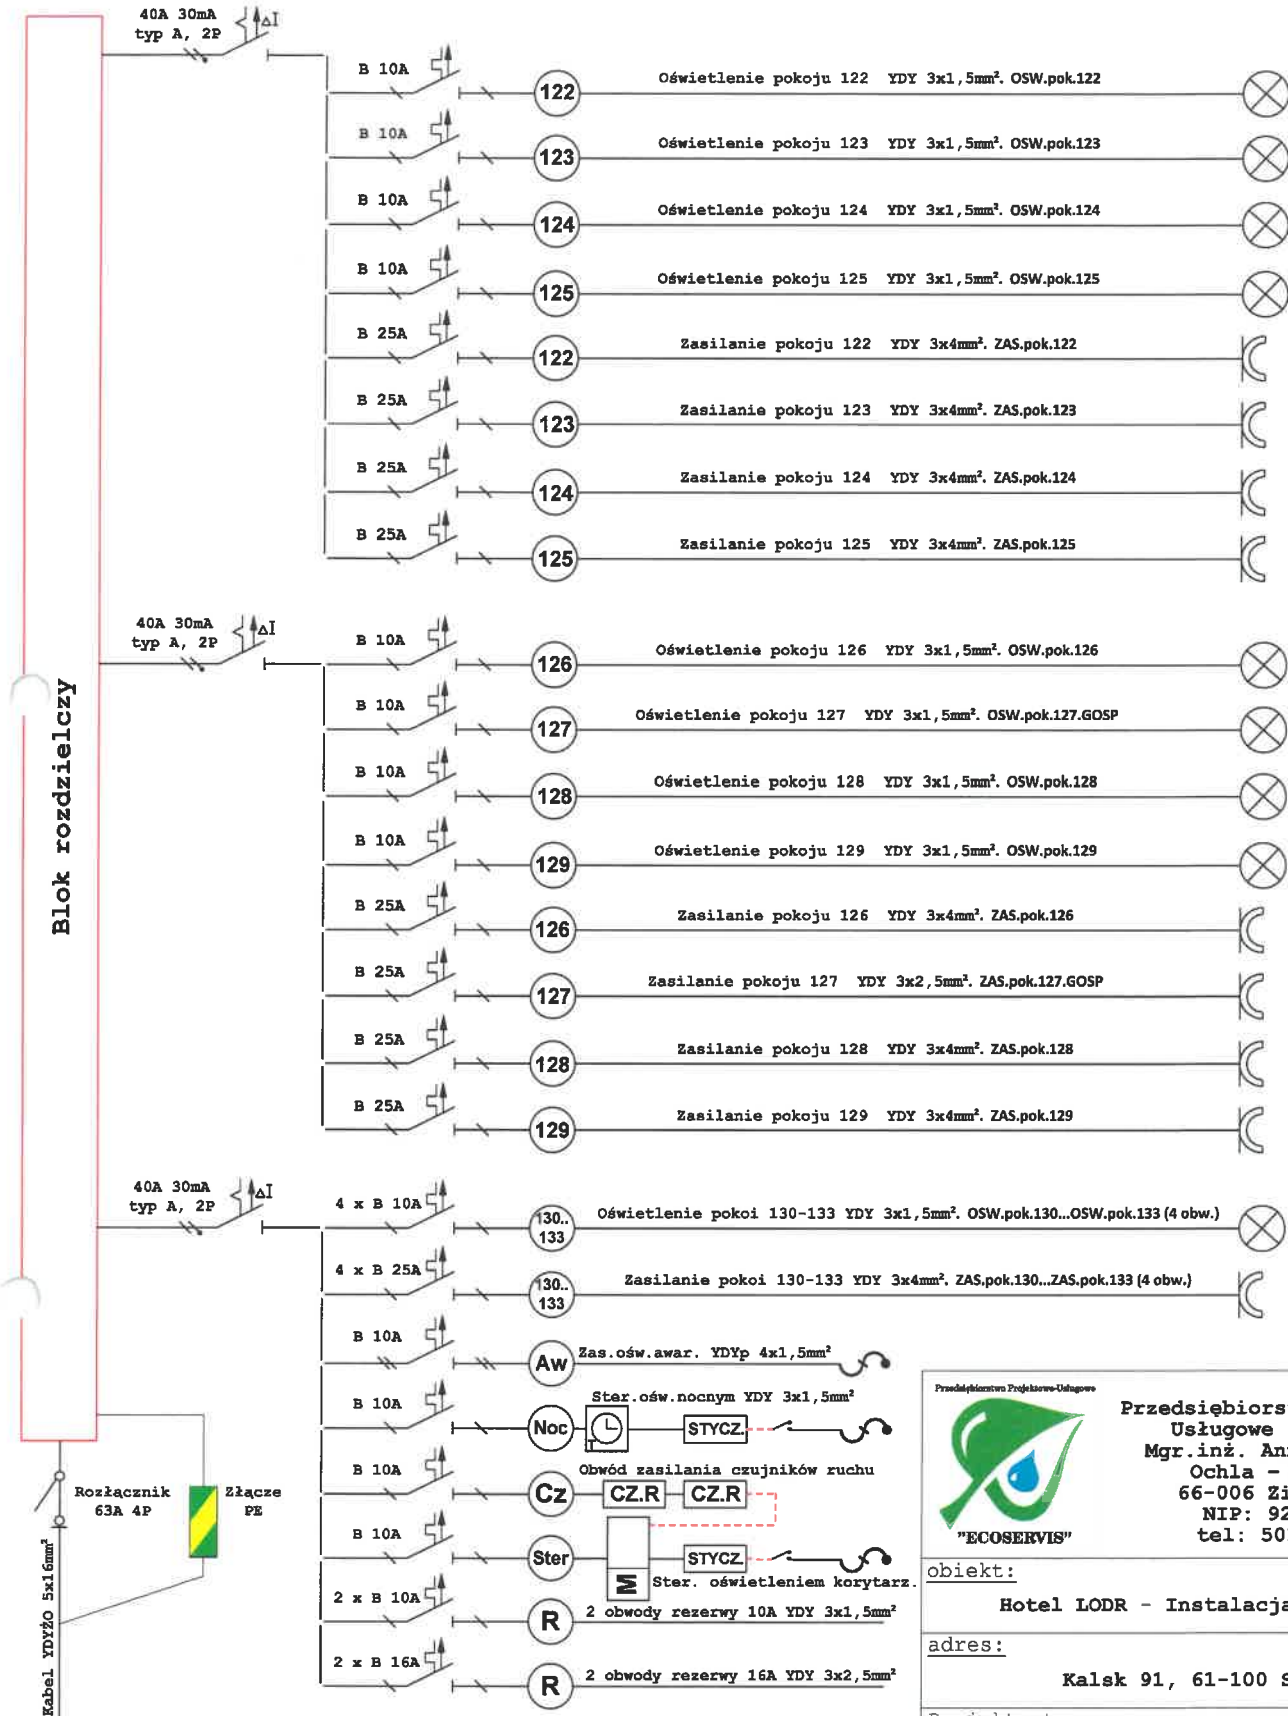 40A 30mA
typ A, 2P
ΔI
B 10A
122
Oświetlenie pokoju 122 YDY 3x1,5mm². OSW.pok.122
B 10A
123
Oświetlenie pokoju 123 YDY 3x1,5mm². OSW.pok.123
B 10A
124
Oświetlenie pokoju 124 YDY 3x1,5mm². OSW.pok.124
B 10A
125
Oświetlenie pokoju 125 YDY 3x1,5mm². OSW.pok.125
B 25A
122
Zasilanie pokoju 122 YDY 3x4mm². ZAS.pok.122
B 25A
123
Zasilanie pokoju 123 YDY 3x4mm². ZAS.pok.123
B 25A
124
Zasilanie pokoju 124 YDY 3x4mm². ZAS.pok.124
B 25A
125
Zasilanie pokoju 125 YDY 3x4mm². ZAS.pok.125
Blok rozdzielczy
40A 30mA
typ A, 2P
ΔI
B 10A
126
Oświetlenie pokoju 126 YDY 3x1,5mm². OSW.pok.126
B 10A
127
Oświetlenie pokoju 127 YDY 3x1,5mm². OSW.pok.127.GOSP
B 10A
128
Oświetlenie pokoju 128 YDY 3x1,5mm². OSW.pok.128
B 10A
129
Oświetlenie pokoju 129 YDY 3x1,5mm². OSW.pok.129
B 25A
126
Zasilanie pokoju 126 YDY 3x4mm². ZAS.pok.126
B 25A
127
Zasilanie pokoju 127 YDY 3x2,5mm². ZAS.pok.127.GOSP
B 25A
128
Zasilanie pokoju 128 YDY 3x4mm². ZAS.pok.128
B 25A
129
Zasilanie pokoju 129 YDY 3x4mm². ZAS.pok.129
40A 30mA
typ A, 2P
ΔI
4 x B 10A
130..
133
Oświetlenie pokoi 130-133 YDY 3x1,5mm². OSW.pok.130...OSW.pok.133 (4 obw.)
4 x B 25A
130..
133
Zasilanie pokoi 130-133 YDY 3x4mm². ZAS.pok.130...ZAS.pok.133 (4 obw.)
B 10A
Aw
Zas.ośw.awar. YDYp 4x1,5mm²
B 10A
Noc
Ster.ośw.nocnym YDY 3x1,5mm²
T
STYCZ.
B 10A
Cz
Obwód zasilania czujników ruchu
CZ.R
CZ.R
B 10A
Ster
M
STYCZ.
Ster. oświetleniem korytarz.
2 x B 10A
R
2 obwody rezerwy 10A YDY 3x1,5mm²
2 x B 16A
R
2 obwody rezerwy 16A YDY 3x2,5mm²
Rozłącznik
63A 4P
Złącze
PE
Kabel YDYŻO 5x16mm²
Przedsiębiorstwo Projektowo-Usługowe
"ECOSERVIS"
Przedsiębiors
Usługowe
Mgr.inż. An
Ochla -
66-006 Zi
NIP: 92
tel: 50
obiekt:
Hotel LODR - Instalacja
adres:
Kalsk 91, 61-100 S